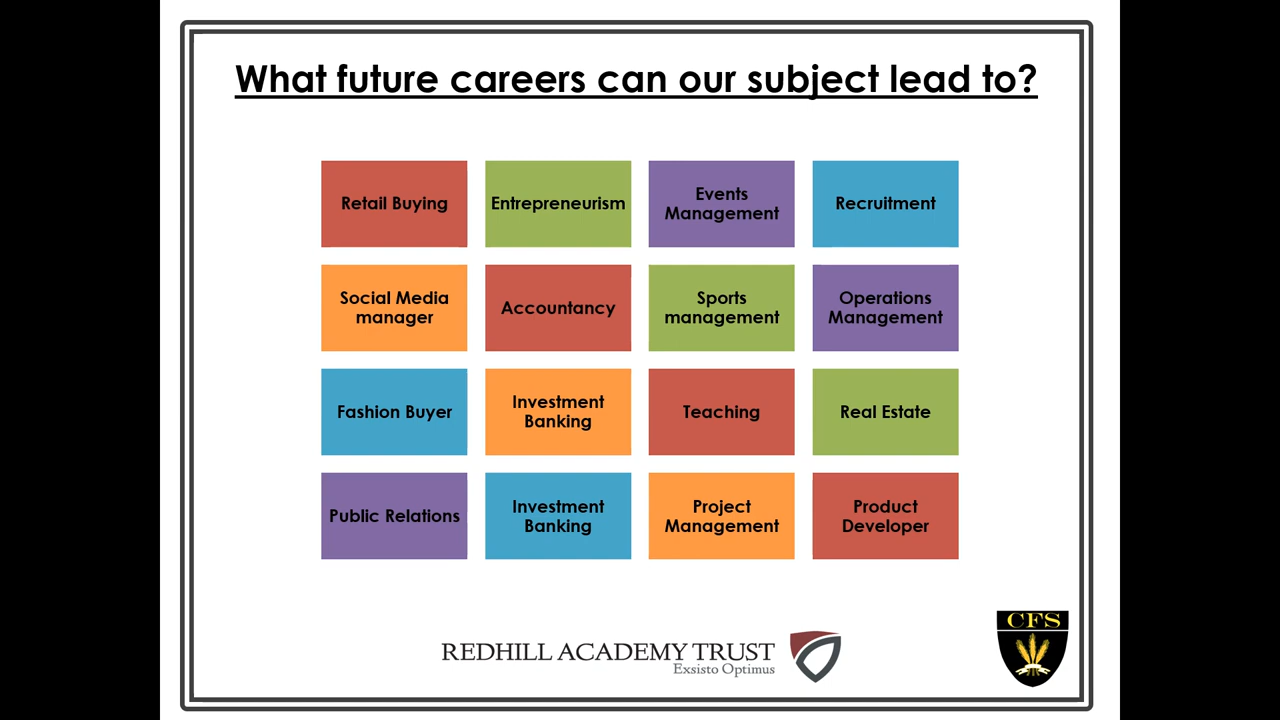 What future careers can our subject lead to?
Retail Buying
Entrepreneurism
Events
Management
Recruitment
Social Media
manager
Accountancy
Sports
management
Operations
Management
Fashion Buyer
Investment
Banking
Teaching
Real Estate
Public Relations
Investment
Banking
Project
Management
Product
Developer
REDHILL ACADEMY TRUST
Exsisto Optimus
CFS